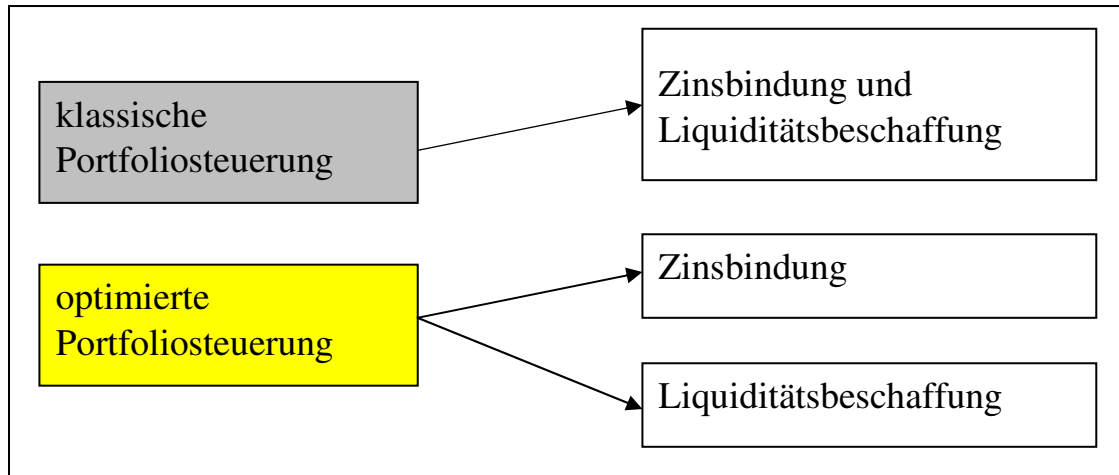 klassische
Portfoliosteuerung
Zinsbindung und
Liquiditätsbeschaffung
optimierte
Portfoliosteuerung
Zinsbindung
Liquiditätsbeschaffung